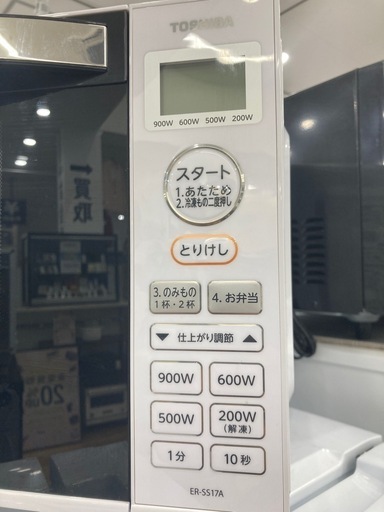 TOSHIBA
900W 600W 500W 200W
スタート
1.あたため
2.冷凍もの二度押し
とりけし
3.のみもの
1杯・2杯
4.お弁当
▼ 仕上がり調節 ▲
900W
600W
500W
200W
(解凍)
1分
10秒
ER-SS17A
買取
20%